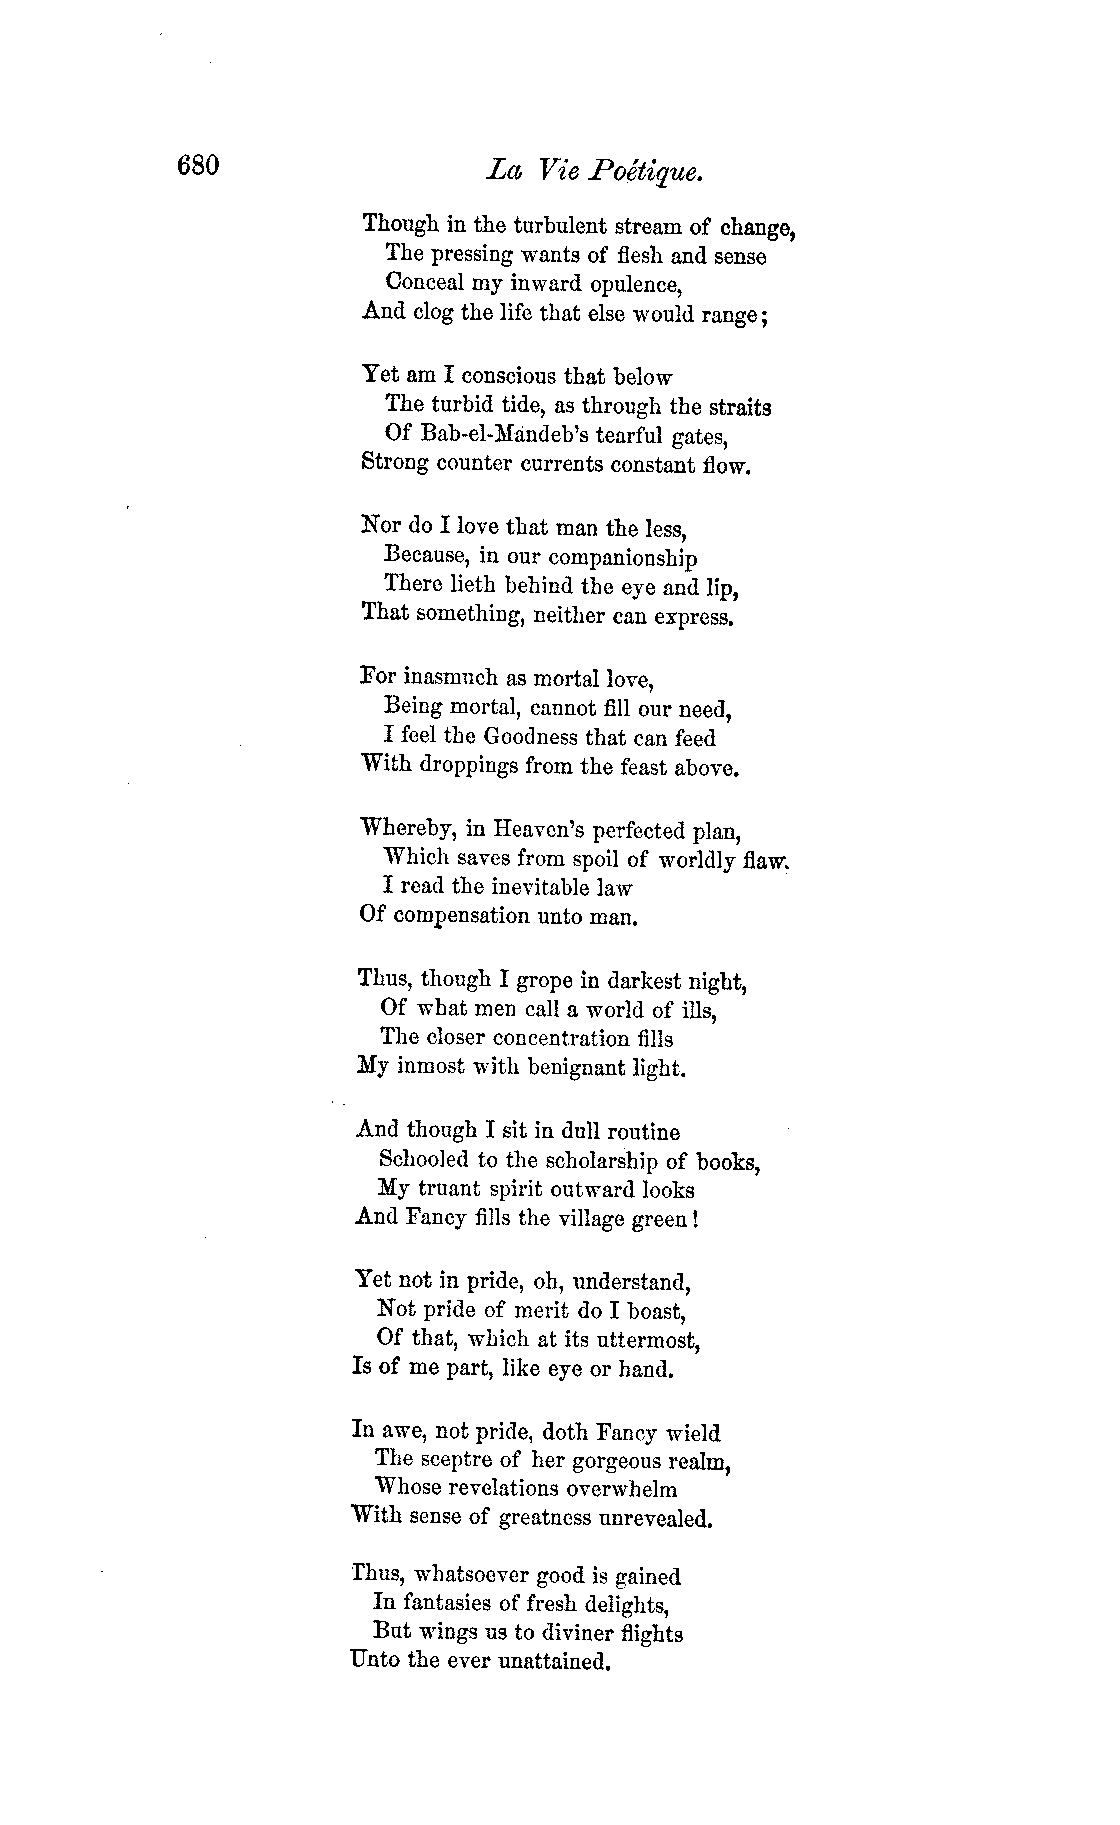 680
La Vie Poétique.
Though in the turbulent stream of change,
The pressing wants of flesh and sense
Conceal my inward opulence,
And clog the life that else would range;
Yet am I conscious that below
The turbid tide, as through the straits
Of Bab-el-Mandeb's tearful gates,
Strong counter currents constant flow.
Nor do I love that man the less,
Because, in our companionship
There lieth behind the eye and lip,
That something, neither can express.
For inasmuch as mortal love,
Being mortal, cannot fill our need,
I feel the Goodness that can feed
With droppings from the feast above.
Whereby, in Heaven's perfected plan,
Which saves from spoil of worldly flaw.
I read the inevitable law
Of compensation unto man.
Thus, though I grope in darkest night,
Of what men call a world of ills,
The closer concentration fills
My inmost with benignant light.
And though I sit in dull routine
Schooled to the scholarship of books,
My truant spirit outward looks
And Fancy fills the village green!
Yet not in pride, oh, understand,
Not pride of merit do I boast,
Of that, which at its uttermost,
Is of me part, like eye or hand.
In awe, not pride, doth Fancy wield
The sceptre of her gorgeous realm,
Whose revelations overwhelm
With sense of greatness unrevealed.
Thus, whatsoever good is gained
In fantasies of fresh delights,
But wings us to diviner flights
Unto the ever unattained.